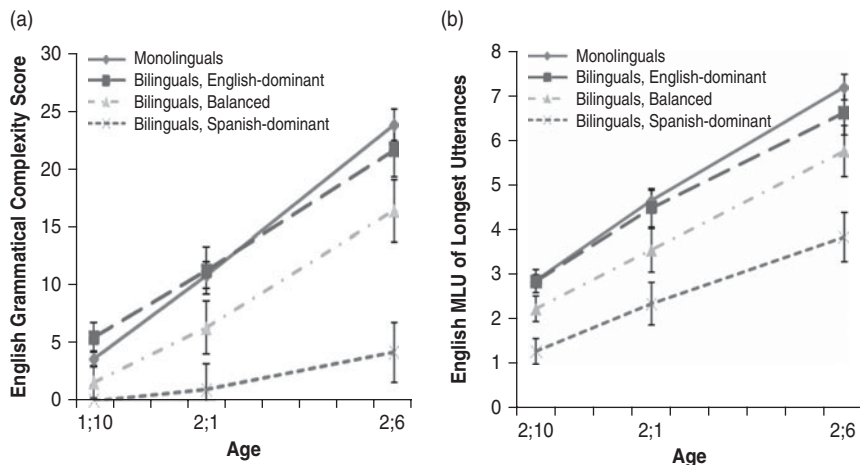 (a)
English Grammatical Complexity Score
30
25
20
15
10
5
0
Monolinguals
Bilinguals, English-dominant
Bilinguals, Balanced
Bilinguals, Spanish-dominant
1;10
2;1
2;6
Age
(b)
English MLU of Longest Utterances
8
7
6
5
4
3
2
1
0
Monolinguals
Bilinguals, English-dominant
Bilinguals, Balanced
Bilinguals, Spanish-dominant
2;10
2;1
2;6
Age